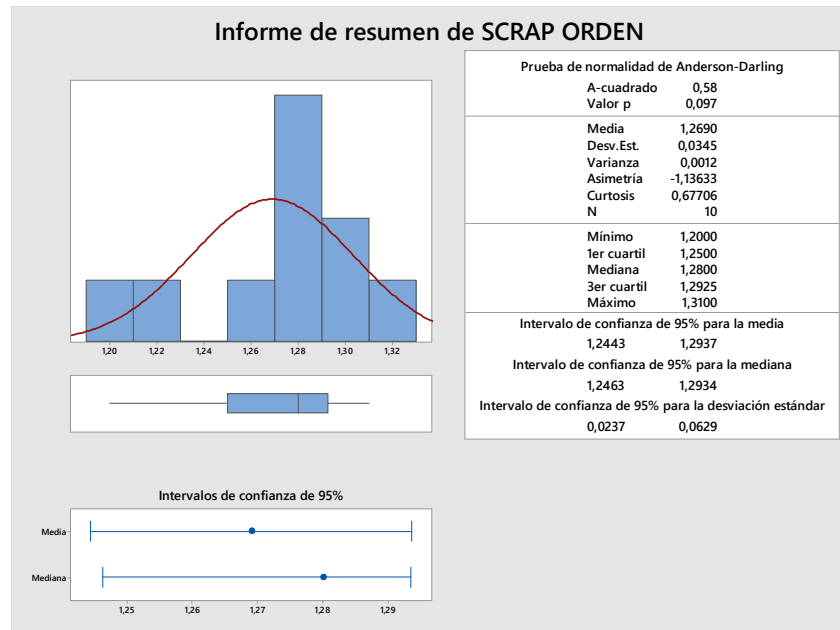 Informe de resumen de SCRAP ORDEN
1,20 1,22 1,24 1,26 1,28 1,30 1,32
Prueba de normalidad de Anderson-Darling
A-cuadrado 0,58
Valor p 0,097
Media 1,2690
Desv.Est. 0,0345
Varianza 0,0012
Asimetría -1,13633
Curtosis 0,67706
N 10
Mínimo 1,2000
1er cuartil 1,2500
Mediana 1,2800
3er cuartil 1,2925
Máximo 1,3100
Intervalo de confianza de 95% para la media
1,2443 1,2937
Intervalo de confianza de 95% para la mediana
1,2463 1,2934
Intervalo de confianza de 95% para la desviación estándar
0,0237 0,0629
Intervalos de confianza de 95%
Media
Mediana
1,25 1,26 1,27 1,28 1,29